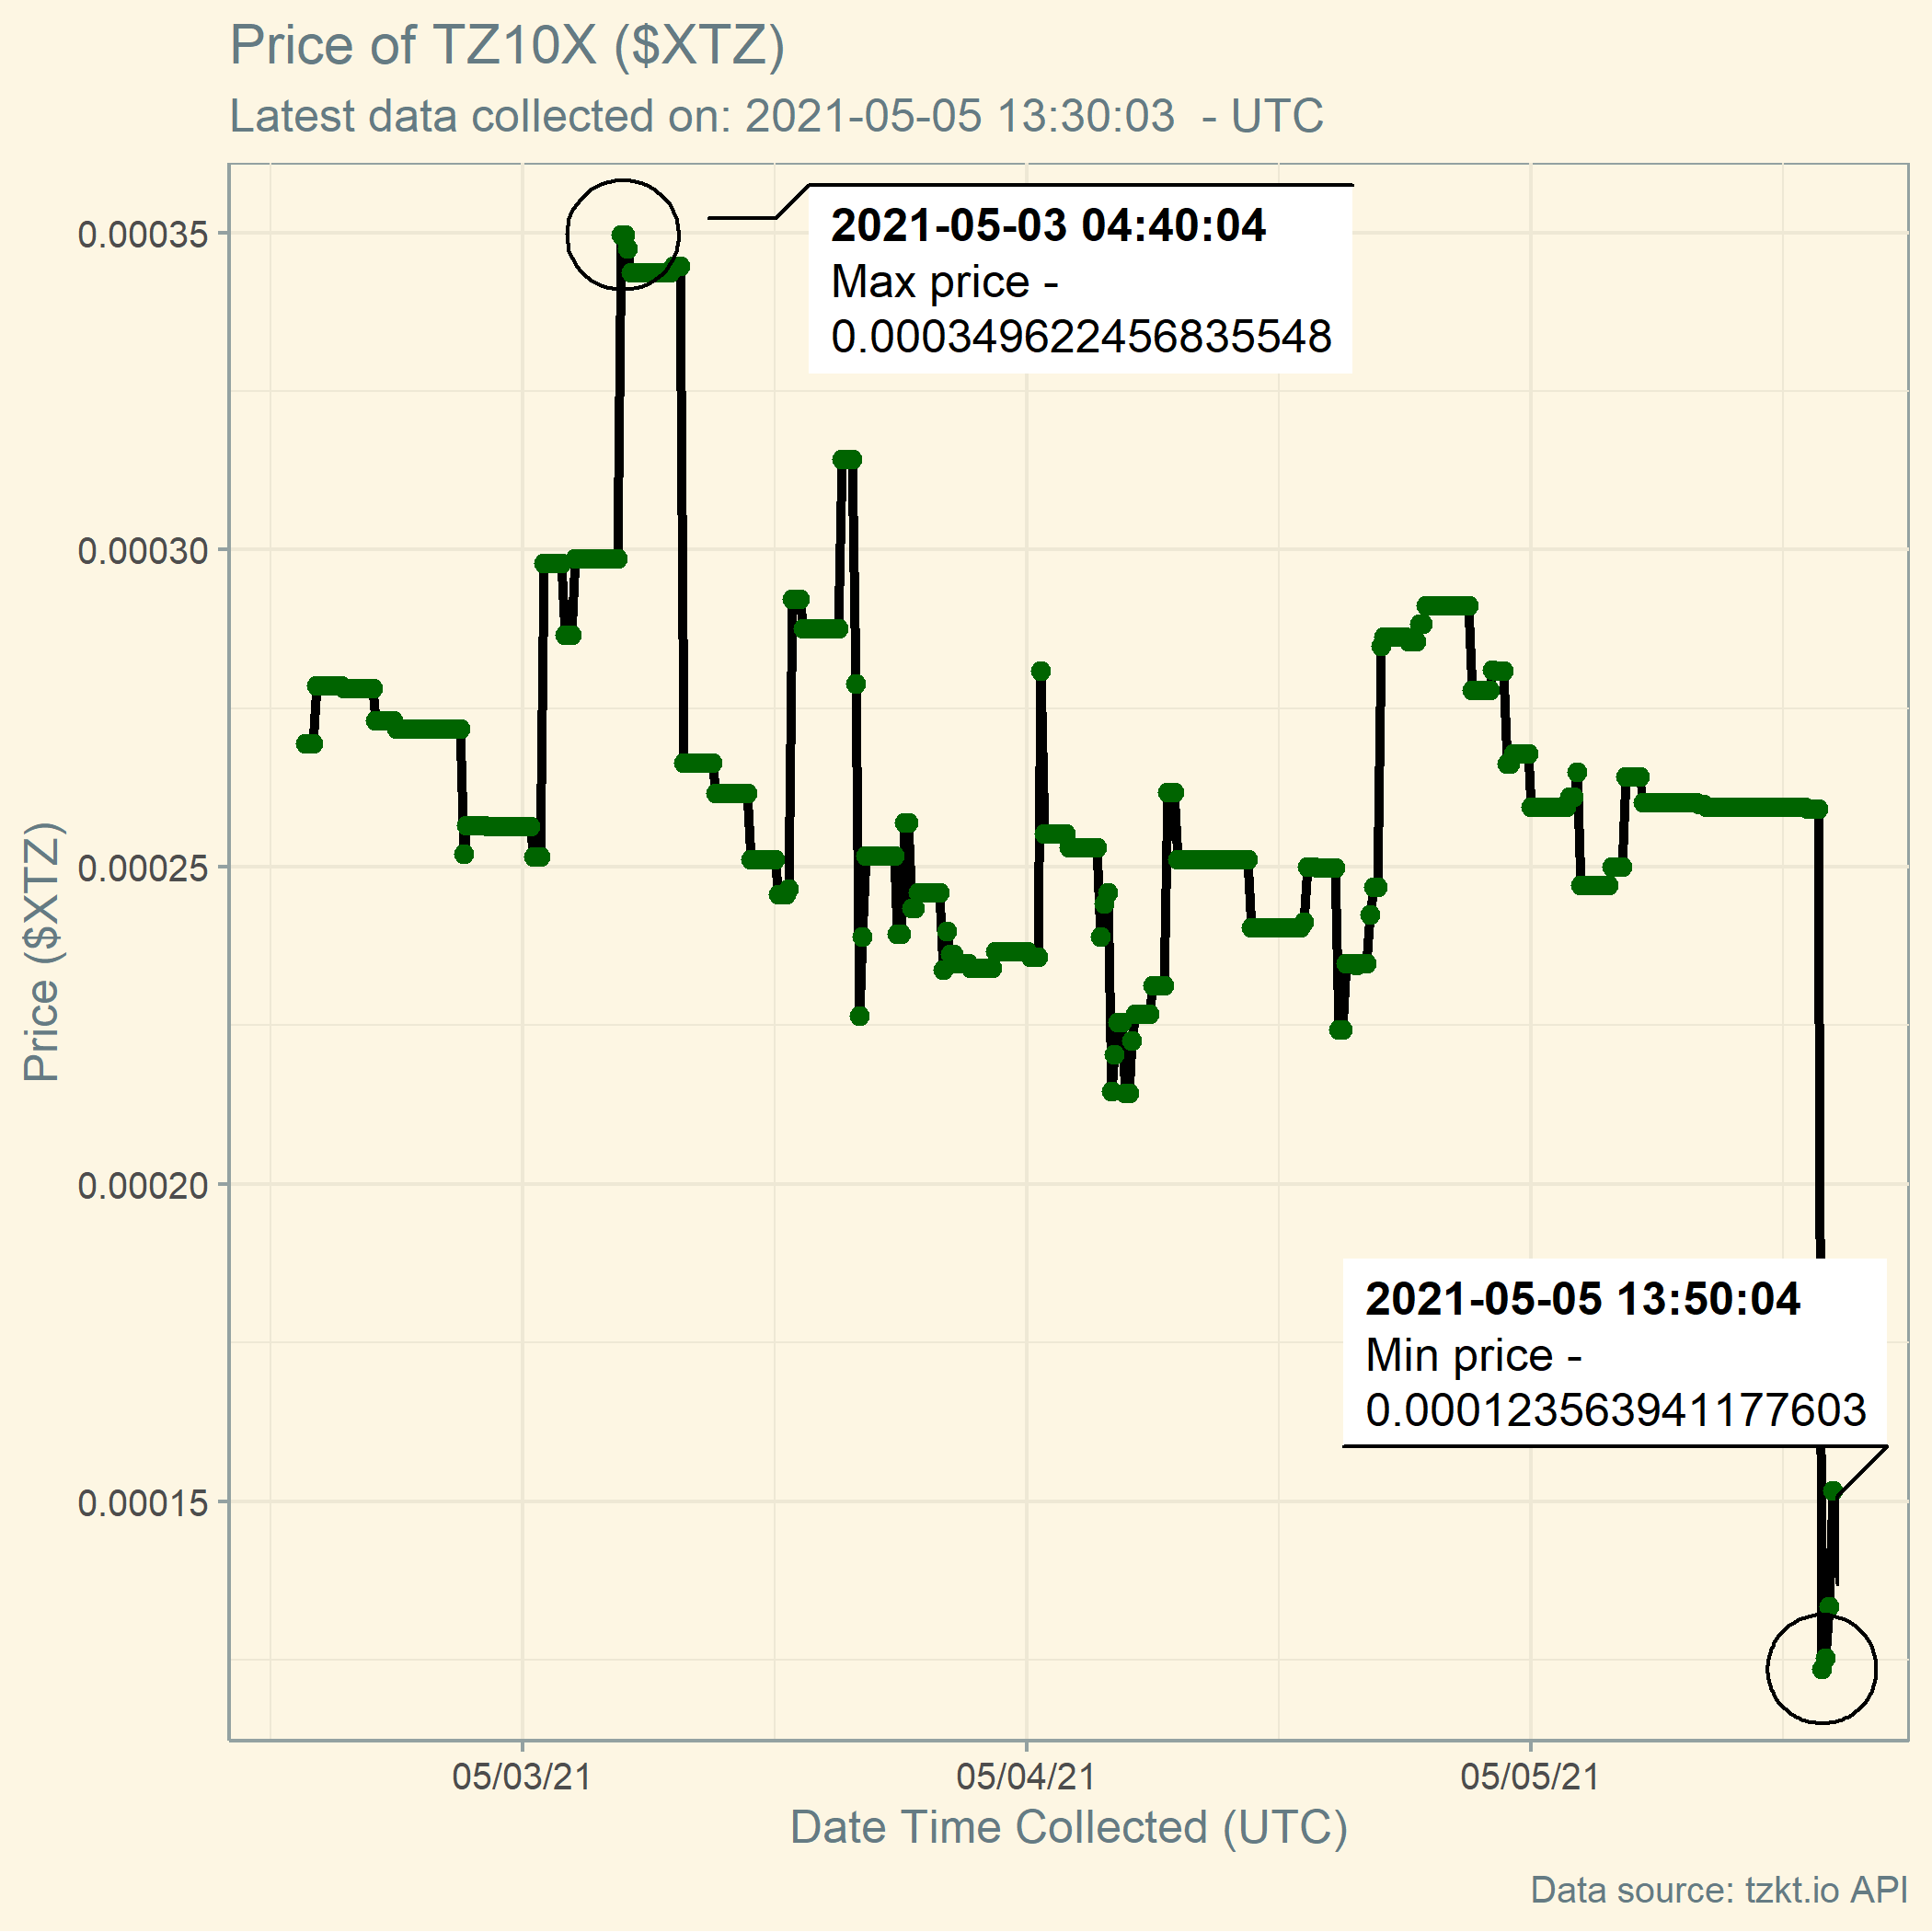 Price of TZ10X ($XTZ)
Latest data collected on: 2021-05-05 13:30:03  - UTC
2021-05-03 04:40:04
Max price -
0.000349622456835548
2021-05-05 13:50:04
Min price -
0.000123563941177603
Price ($XTZ)
0.00035
0.00030
0.00025
0.00020
0.00015
05/03/21
05/04/21
05/05/21
Date Time Collected (UTC)
Data source: tzkt.io API